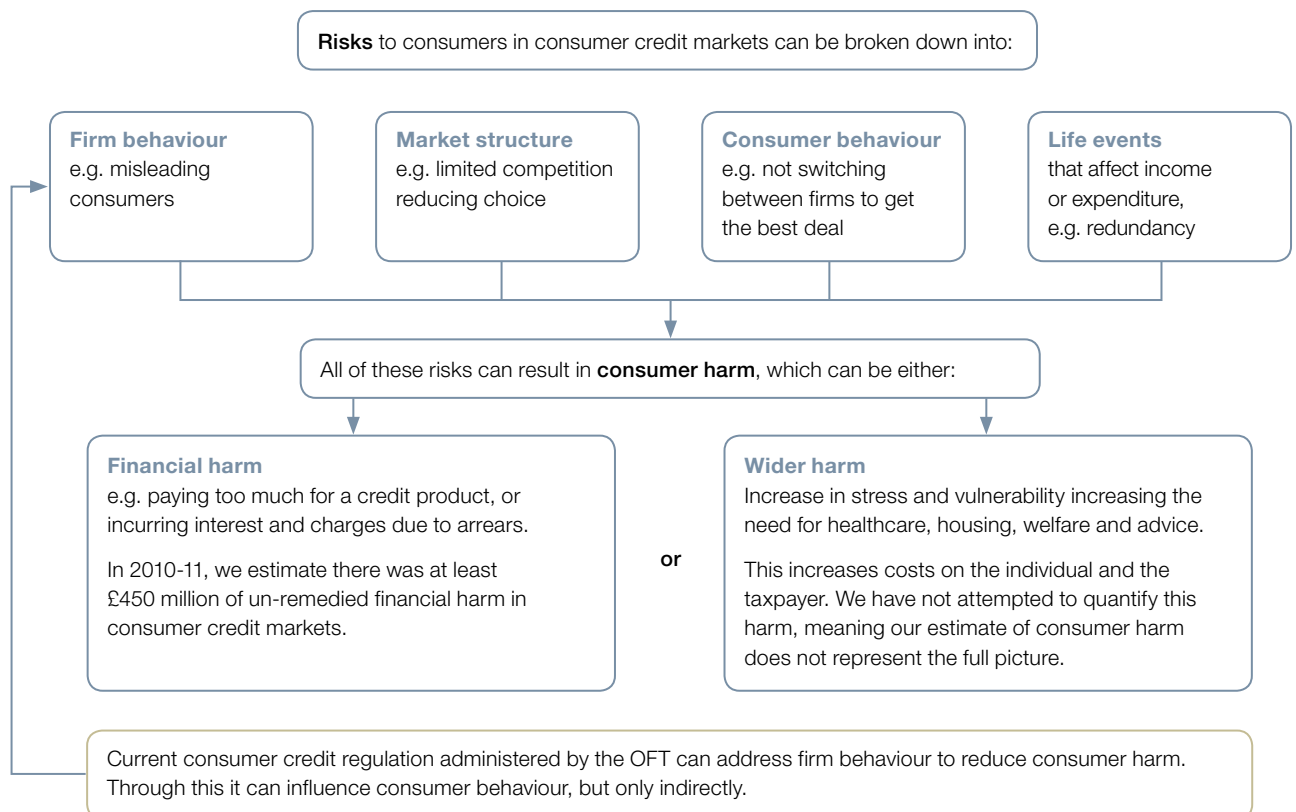 Risks to consumers in consumer credit markets can be broken down into:
Firm behaviour
e.g. misleading
consumers
Market structure
e.g. limited competition
reducing choice
Consumer behaviour
e.g. not switching
between firms to get
the best deal
Life events
that affect income
or expenditure,
e.g. redundancy
All of these risks can result in consumer harm, which can be either:
Financial harm
e.g. paying too much for a credit product, or
incurring interest and charges due to arrears.
In 2010-11, we estimate there was at least
£450 million of un-remedied financial harm in
consumer credit markets.
or
Wider harm
Increase in stress and vulnerability increasing the
need for healthcare, housing, welfare and advice.
This increases costs on the individual and the
taxpayer. We have not attempted to quantify this
harm, meaning our estimate of consumer harm
does not represent the full picture.
Current consumer credit regulation administered by the OFT can address firm behaviour to reduce consumer harm.
Through this it can influence consumer behaviour, but only indirectly.